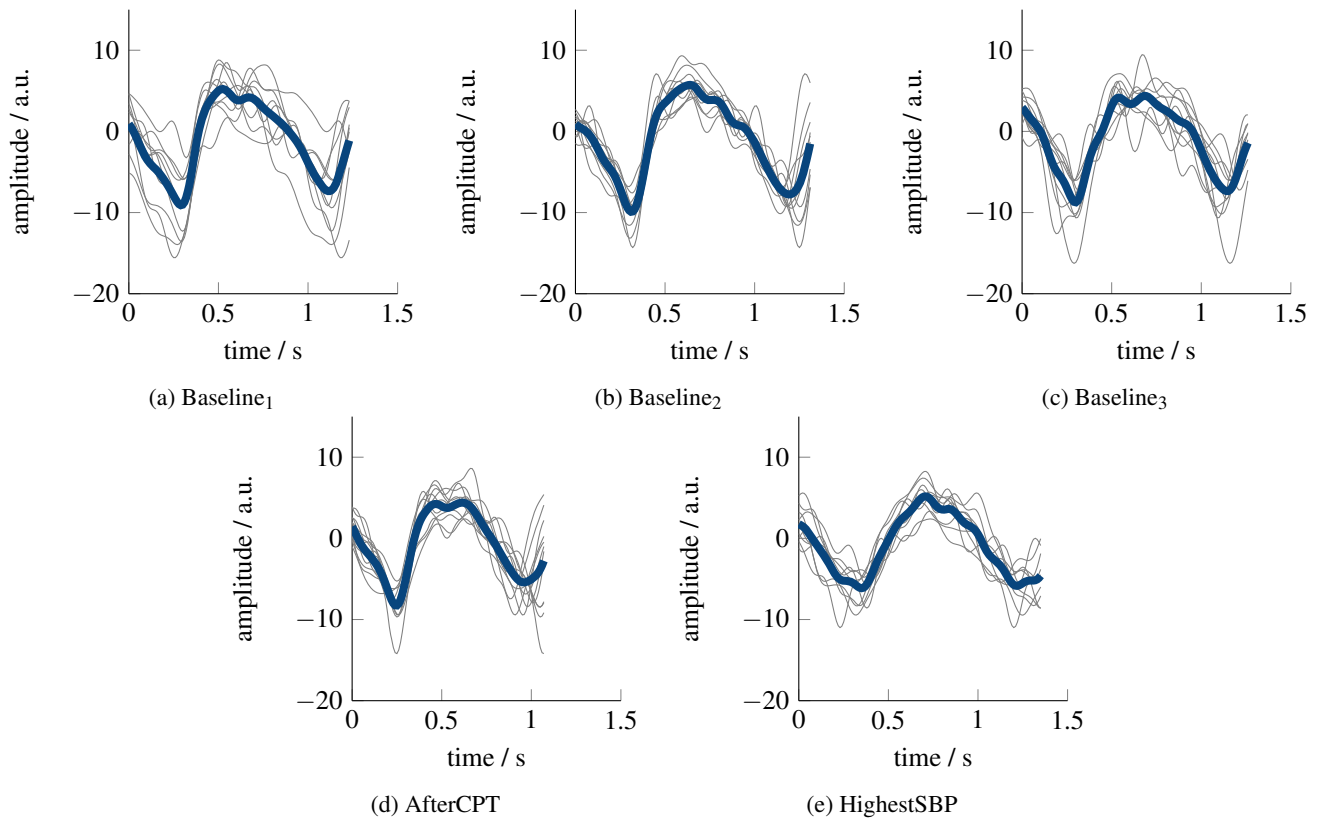 10
0
−10
−20
amplitude / a.u.
0 0.5 1 1.5
time / s
(a) Baseline1
10
0
−10
−20
amplitude / a.u.
0 0.5 1 1.5
time / s
(b) Baseline2
10
0
−10
−20
amplitude / a.u.
0 0.5 1 1.5
time / s
(c) Baseline3
10
0
−10
−20
amplitude / a.u.
0 0.5 1 1.5
time / s
(d) AfterCPT
10
0
−10
−20
amplitude / a.u.
0 0.5 1 1.5
time / s
(e) HighestSBP